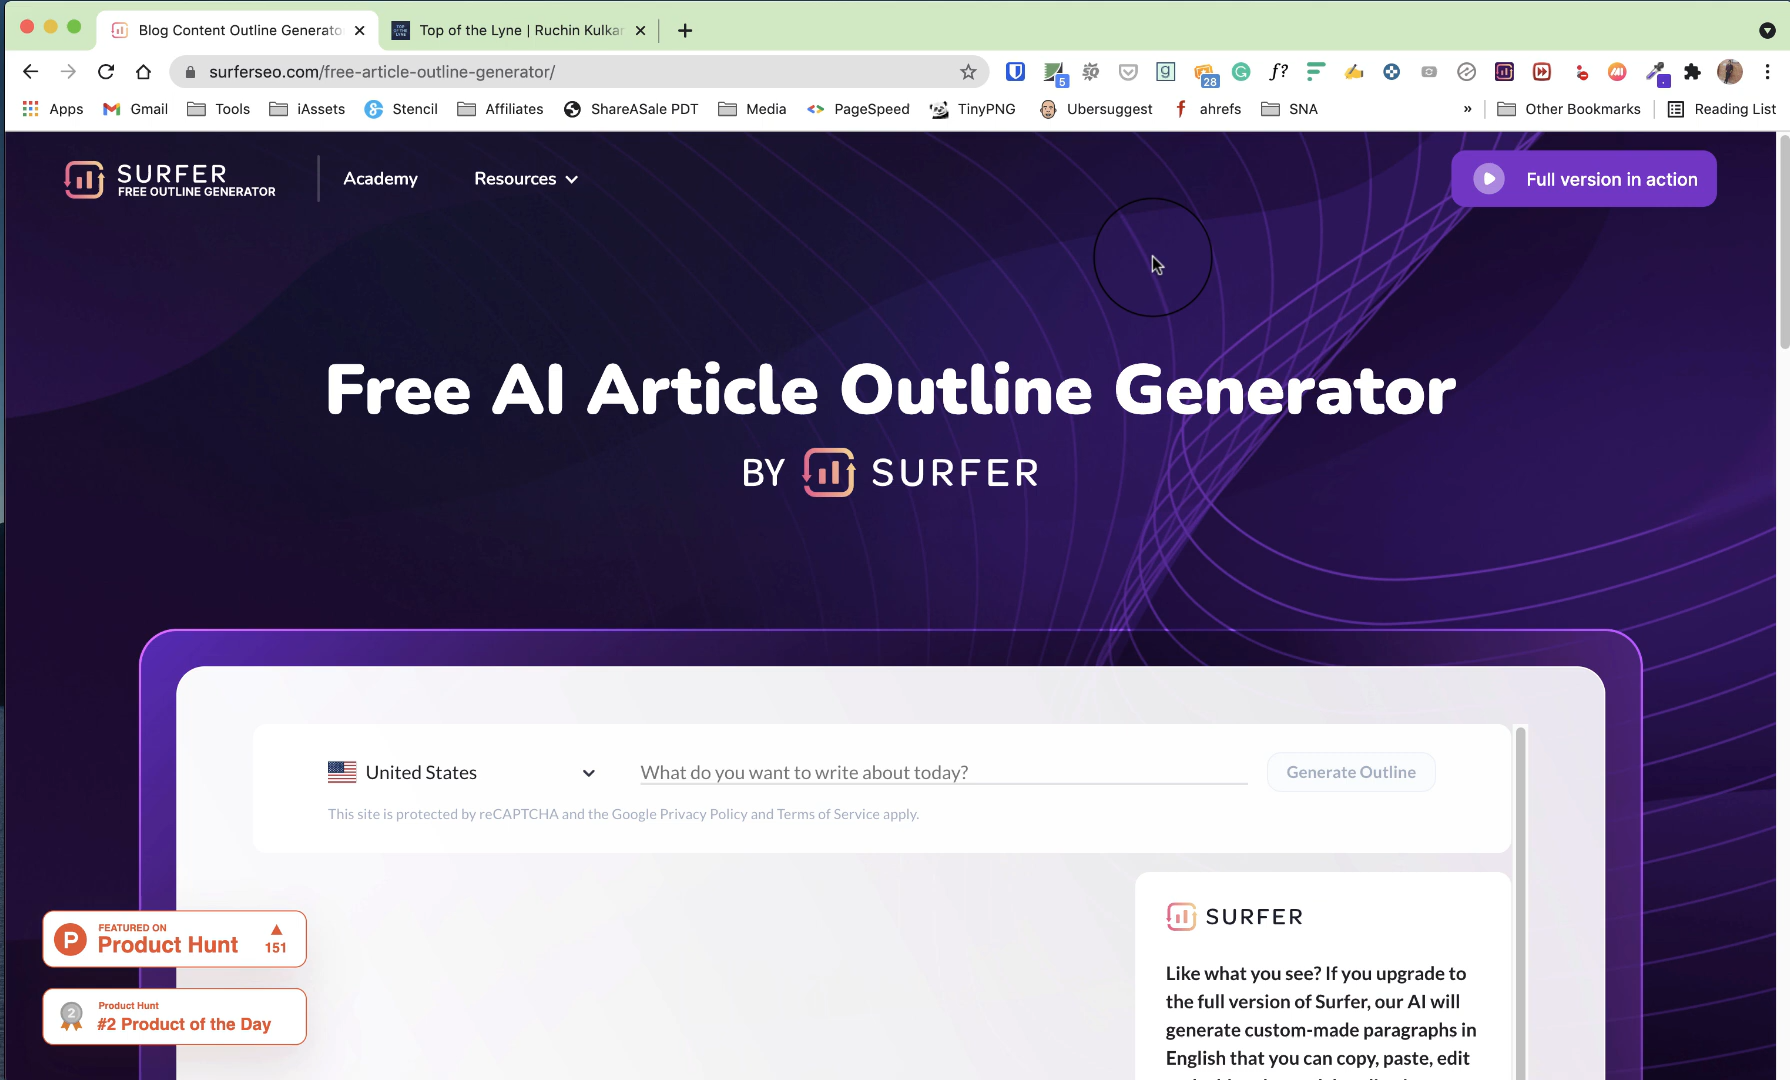 Blog Content Outline Generato
Top of the Lyne | Ruchin Kulkar
surferseo.com/free-article-outline-generator/
5
28
f?
Apps
Gmail
Tools
iAssets
Stencil
Affiliates
ShareASale PDT
Media
PageSpeed
TinyPNG
Ubersuggest
ahrefs
SNA
»
Other Bookmarks
Reading List
SURFER
FREE OUTLINE GENERATOR
Academy
Resources
Full version in action
Free AI Article Outline Generator
BY SURFER
United States
What do you want to write about today?
Generate Outline
This site is protected by reCAPTCHA and the Google Privacy Policy and Terms of Service apply.
P
FEATURED ON
Product Hunt
151
2
Product Hunt
#2 Product of the Day
SURFER
Like what you see? If you upgrade to
the full version of Surfer, our AI will
generate custom-made paragraphs in
English that you can copy, paste, edit